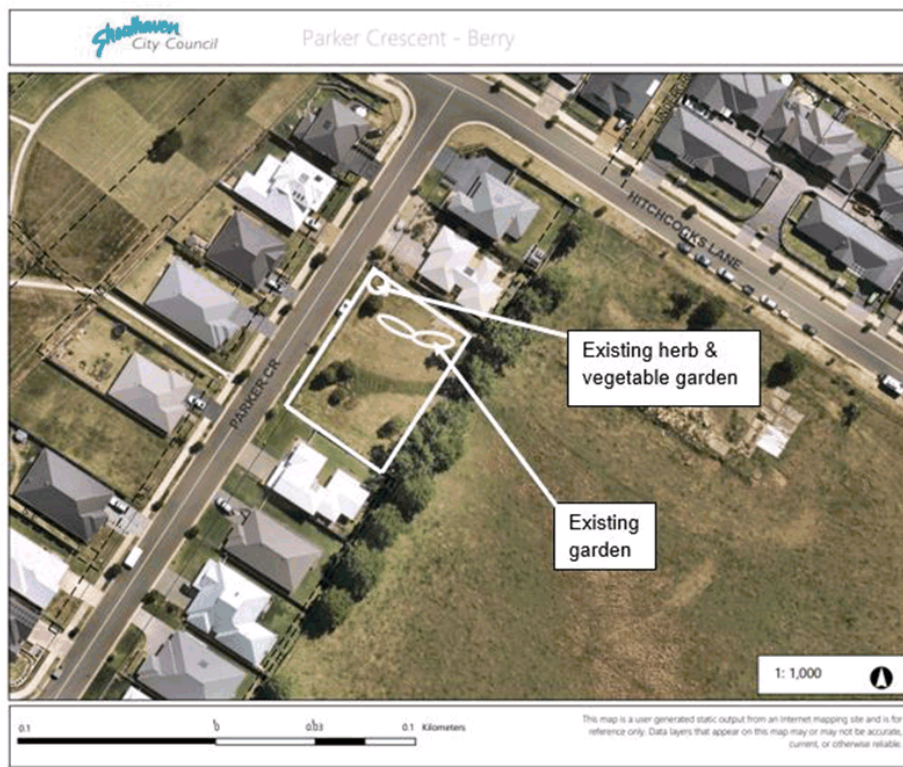 Shoalhaven
City Council
Parker Crescent - Berry
HITCHCOCKS LANE
PARKER CR
Existing herb &
vegetable garden
Existing
garden
1: 1,000
0.1 0 0.03 0.1 Kilometers
This map is a user generated static output from an Internet mapping site and is for
reference only. Data layers that appear on this map may or may not be accurate,
current, or otherwise reliable.